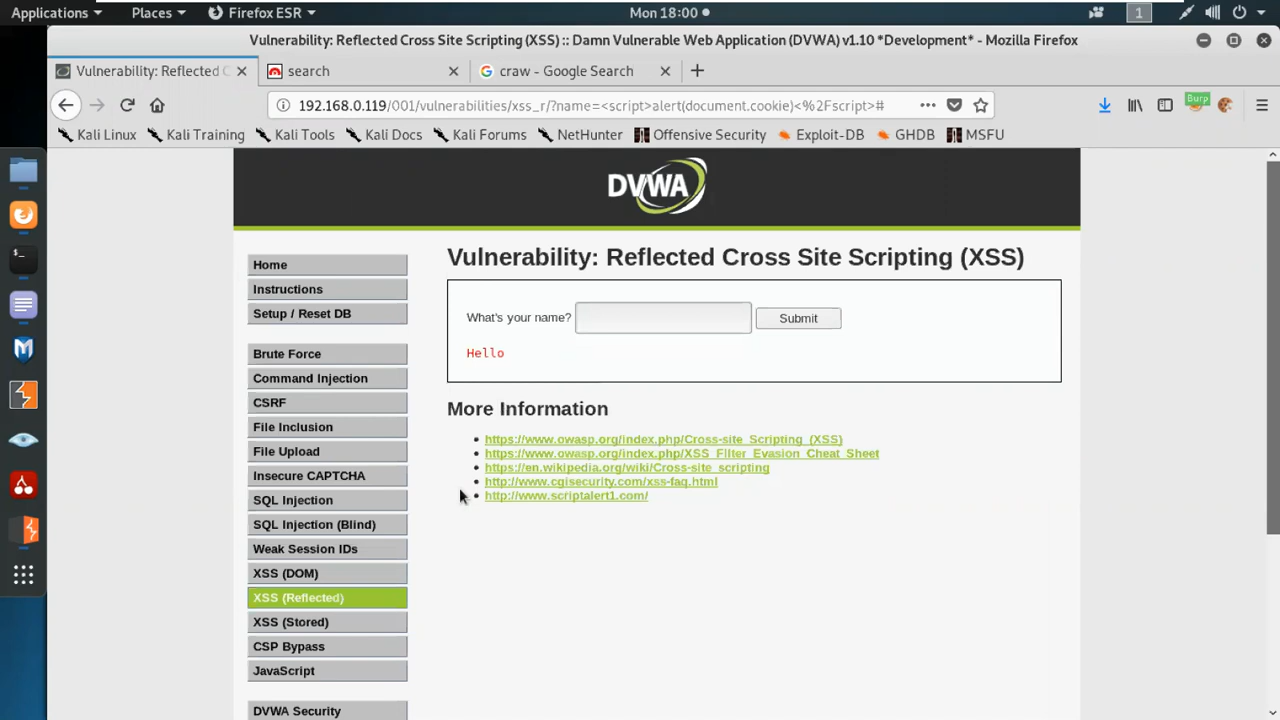 Applications Places Firefox ESR Mon 18:00 1
Vulnerability: Reflected Cross Site Scripting (XSS) :: Damn Vulnerable Web Application (DVWA) v1.10 *Development* - Mozilla Firefox
Vulnerability: Reflected C search craw - Google Search
192.168.0.119/001/vulnerabilities/xss_r/?name=<script>alert(document.cookie)<%2Fscript># Burp
Kali Linux Kali Training Kali Tools Kali Docs Kali Forums NetHunter Offensive Security Exploit-DB GHDB MSFU
DVWA
Home
Instructions
Setup / Reset DB
Brute Force
Command Injection
CSRF
File Inclusion
File Upload
Insecure CAPTCHA
SQL Injection
SQL Injection (Blind)
Weak Session IDs
XSS (DOM)
XSS (Reflected)
XSS (Stored)
CSP Bypass
JavaScript
DVWA Security
Vulnerability: Reflected Cross Site Scripting (XSS)
What's your name? Submit
Hello
More Information
https://www.owasp.org/index.php/Cross-site_Scripting_(XSS)
https://www.owasp.org/index.php/XSS_Filter_Evasion_Cheat_Sheet
https://en.wikipedia.org/wiki/Cross-site_scripting
http://www.cgisecurity.com/xss-faq.html
http://www.scriptalert1.com/